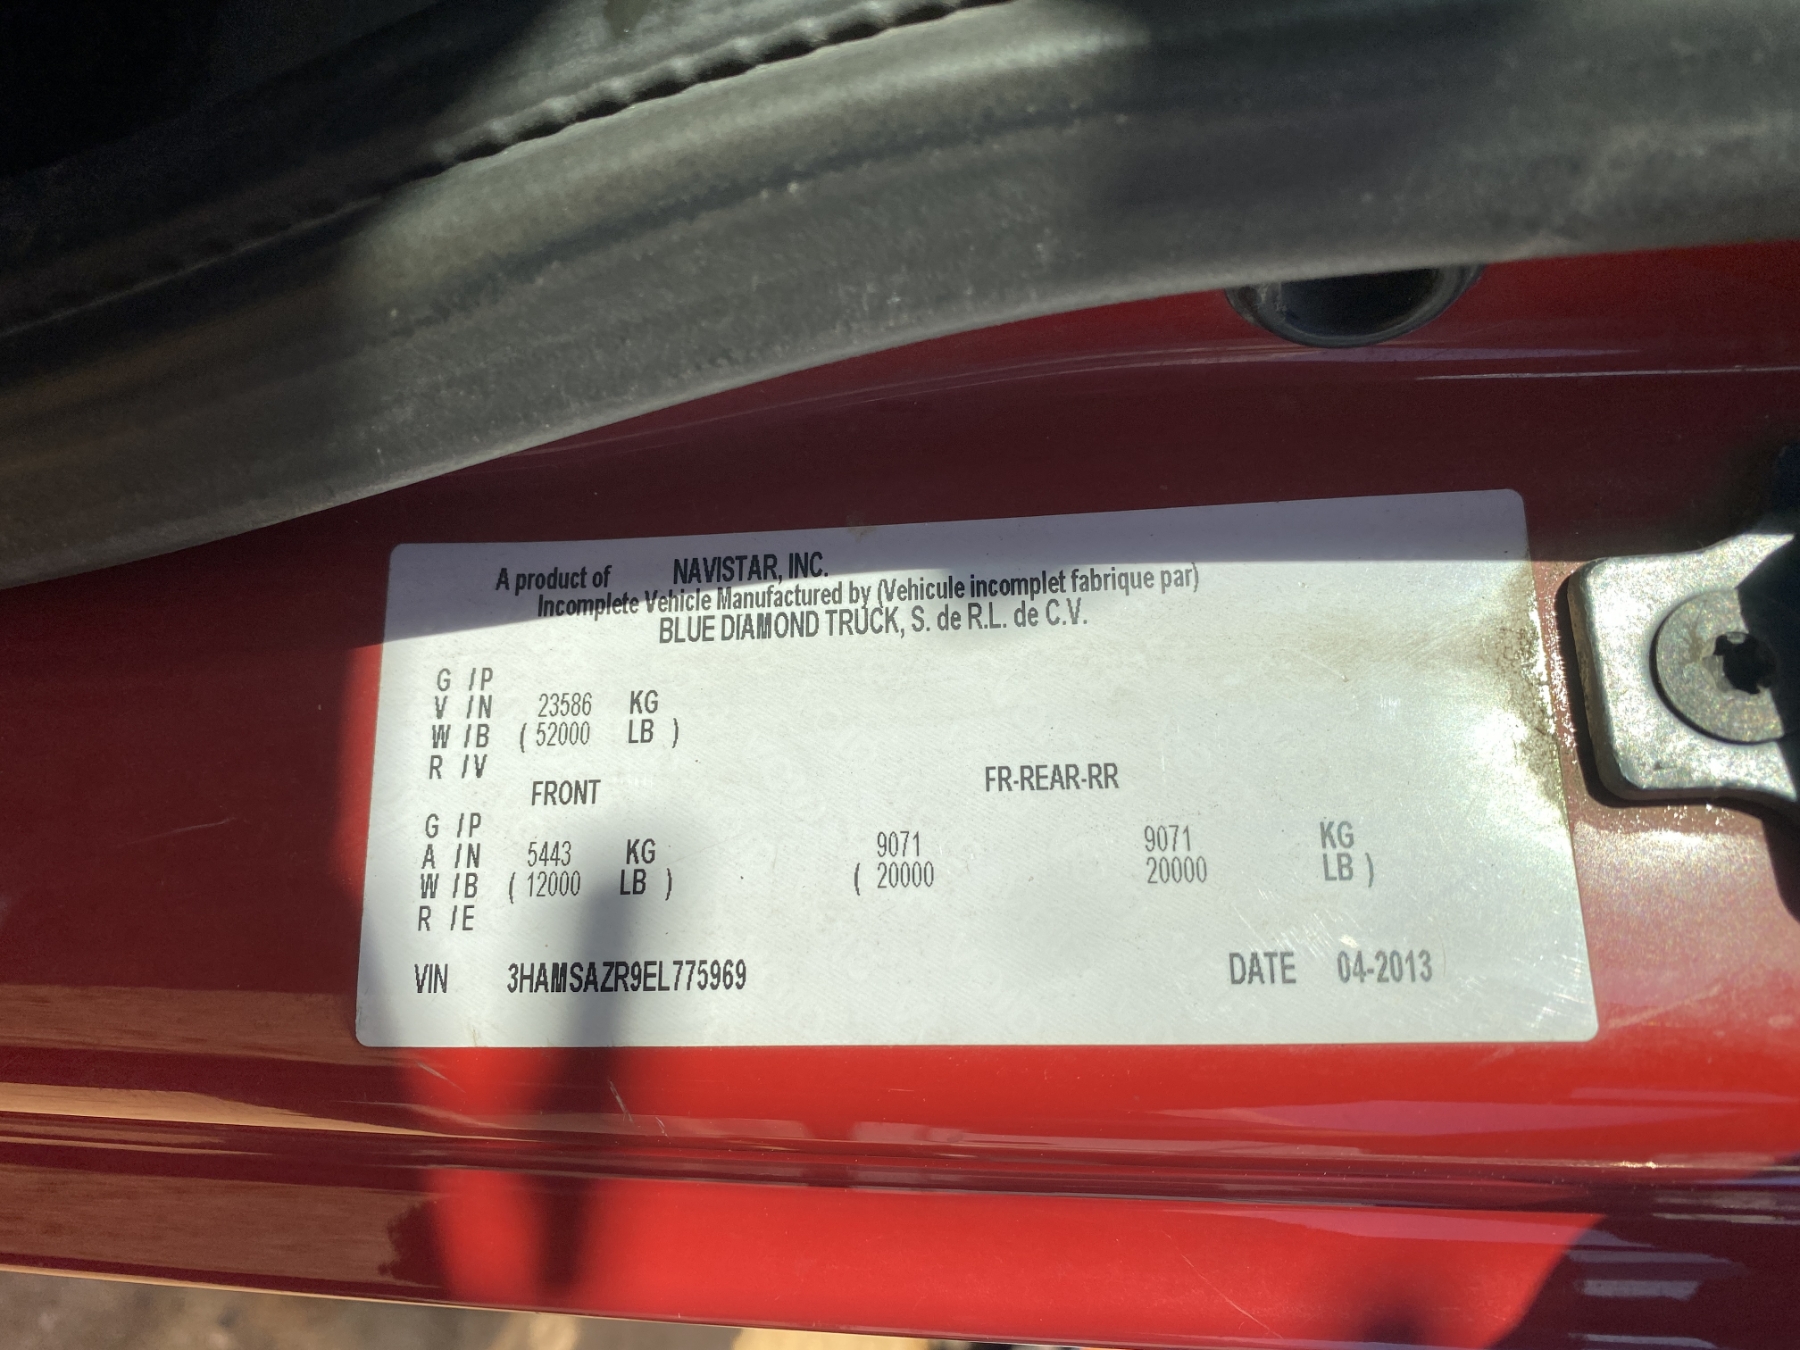 A product of NAVISTAR, INC.
Incomplete Vehicle Manufactured by (Vehicule incomplet fabrique par)
BLUE DIAMOND TRUCK, S. de R.L. de C.V.
G /P
V /N 23586 KG
W /B ( 52000 LB )
R /V
FRONT FR-REAR-RR
G /P
A /N 5443 KG 9071 9071 KG
W /B ( 12000 LB ) ( 20000 20000 LB )
R /E
VIN 3HAMSAZR9EL775969 DATE 04-2013